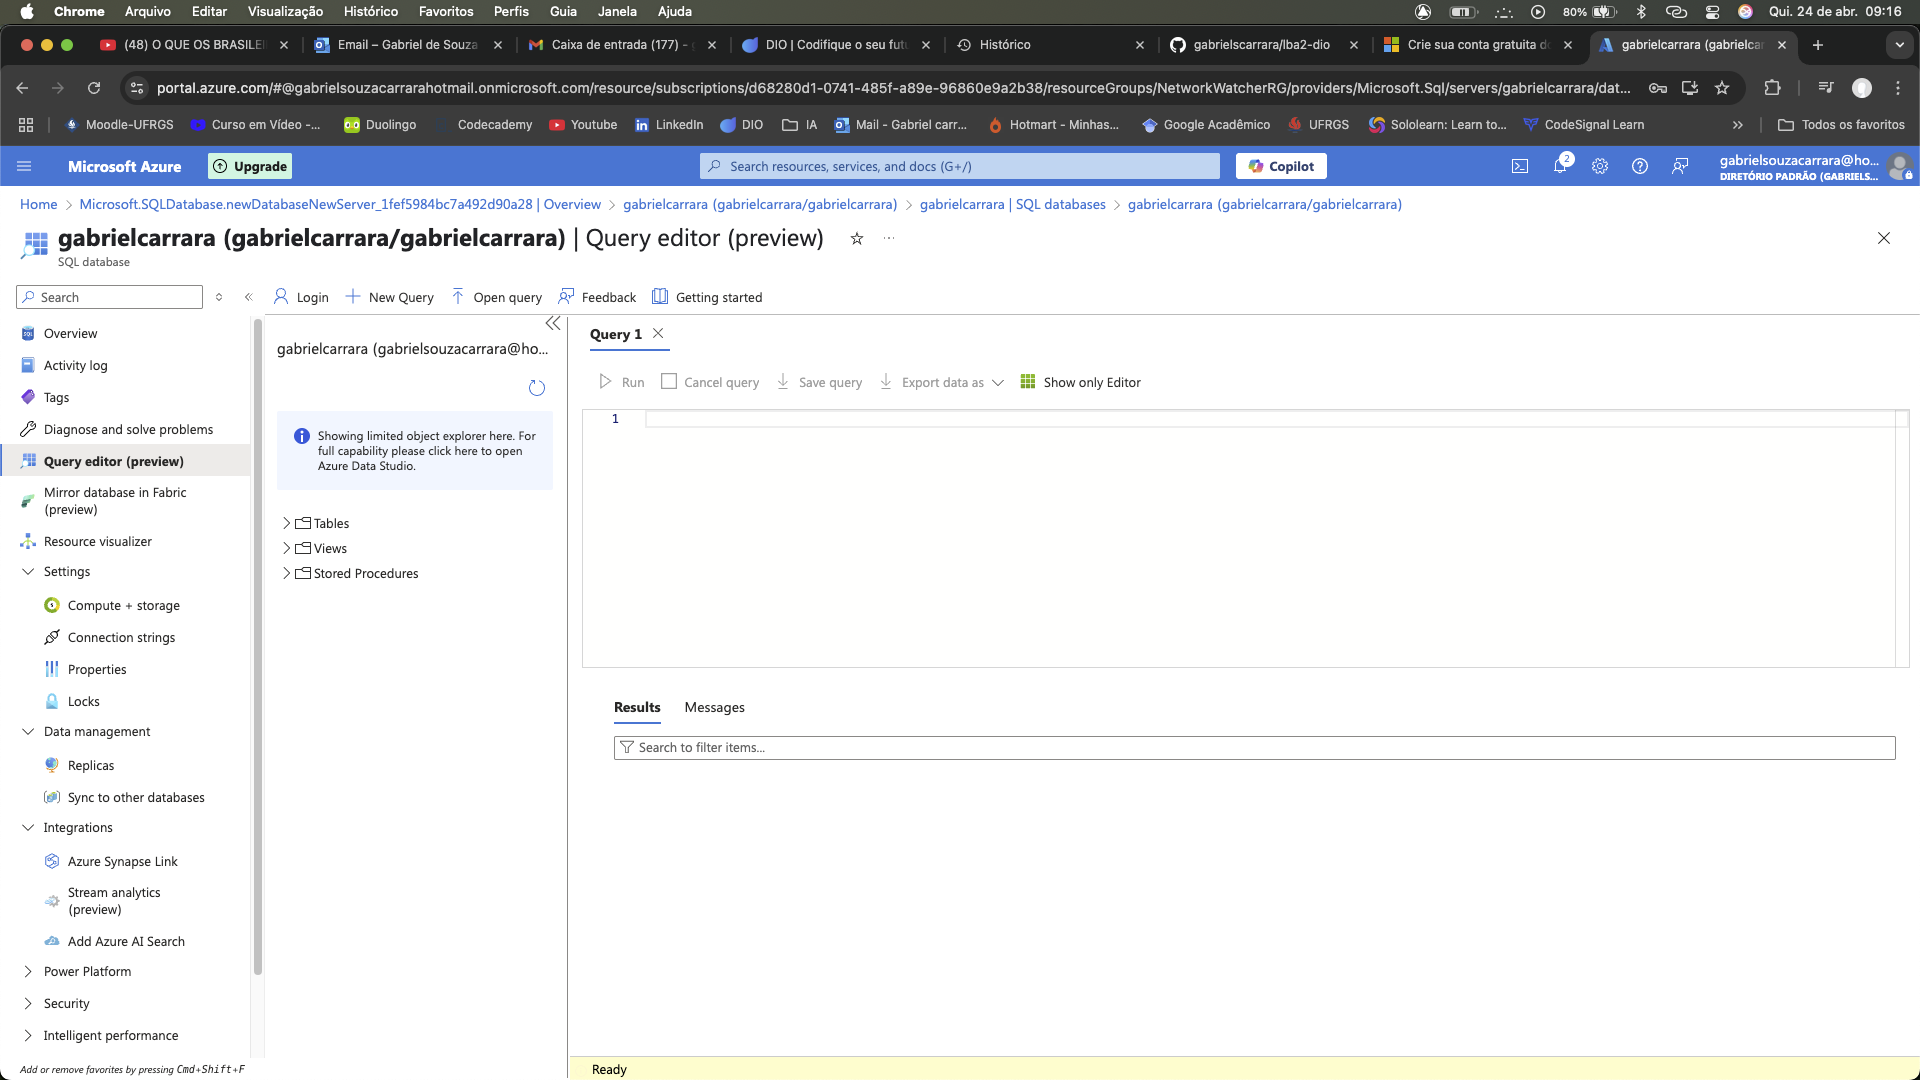 Chrome Arquivo Editar Visualização Histórico Favoritos Perfis Guia Janela Ajuda 80% Qui. 24 de abr. 09:16
(48) O QUE OS BRASILEI Email – Gabriel de Souza Caixa de entrada (177) - DIO | Codifique o seu futu Histórico gabrielscarrara/lba2-dio Crie sua conta gratuita do gabrielcarrara (gabrielcar
portal.azure.com/#@gabrielsouzacarrarahotmail.onmicrosoft.com/resource/subscriptions/d68280d1-0741-485f-a89e-96860e9a2b38/resourceGroups/NetworkWatcherRG/providers/Microsoft.Sql/servers/gabrielcarrara/dat...
Moodle-UFRGS Curso em Vídeo -... Duolingo Codecademy Youtube LinkedIn DIO IA Mail - Gabriel carr... Hotmart - Minhas... Google Acadêmico UFRGS Sololearn: Learn to... CodeSignal Learn » Todos os favoritos
Microsoft Azure Upgrade Search resources, services, and docs (G+/) Copilot 2 gabrielsouzacarrara@ho...
DIRETÓRIO PADRÃO (GABRIELS...
Home > Microsoft.SQLDatabase.newDatabaseNewServer_1fef5984bc7a492d90a28 | Overview > gabrielcarrara (gabrielcarrara/gabrielcarrara) > gabrielcarrara | SQL databases > gabrielcarrara (gabrielcarrara/gabrielcarrara)
gabrielcarrara (gabrielcarrara/gabrielcarrara) | Query editor (preview) ...
SQL database
Search
Login New Query Open query Feedback Getting started
Overview
Activity log
Tags
Diagnose and solve problems
Query editor (preview)
Mirror database in Fabric
(preview)
Resource visualizer
Settings
Compute + storage
Connection strings
Properties
Locks
Data management
Replicas
Sync to other databases
Integrations
Azure Synapse Link
Stream analytics
(preview)
Add Azure AI Search
Power Platform
Security
Intelligent performance
Add or remove favorites by pressing Cmd+Shift+F
gabrielcarrara (gabrielsouzacarrara@ho...
Showing limited object explorer here. For
full capability please click here to open
Azure Data Studio.
Tables
Views
Stored Procedures
Query 1
Run Cancel query Save query Export data as Show only Editor
1
Results Messages
Search to filter items...
Ready